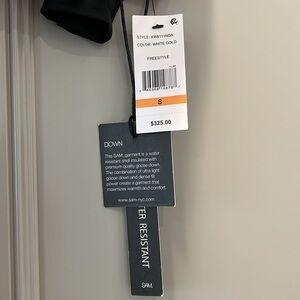 STYLE:
COLOR: WHITE GOLD
FREESTYLE
S
$325.00
DOWN
This SAM. garment is a water
resistant shell insulated with
premium quality goose down.
The combination of ultra light
goose down and dense fill
power create a garment that
maximizes warmth and comfort.
www.sam-nyc.com
TER RESISTANT
SAM.